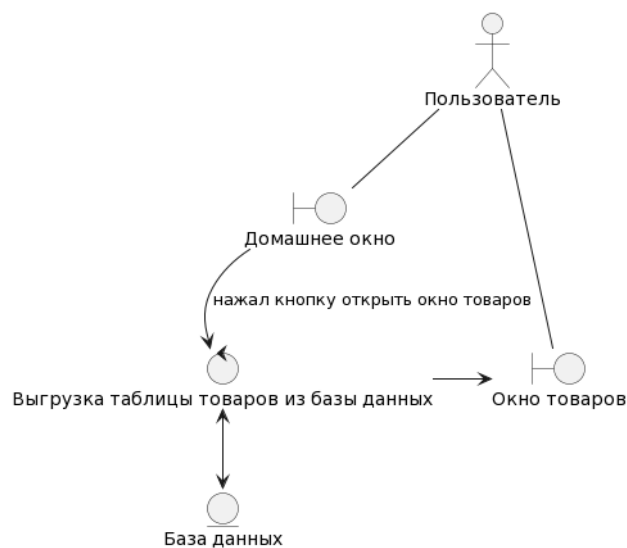 Пользователь
Домашнее окно
нажал кнопку открыть окно товаров
Выгрузка таблицы товаров из базы данных
Окно товаров
База данных